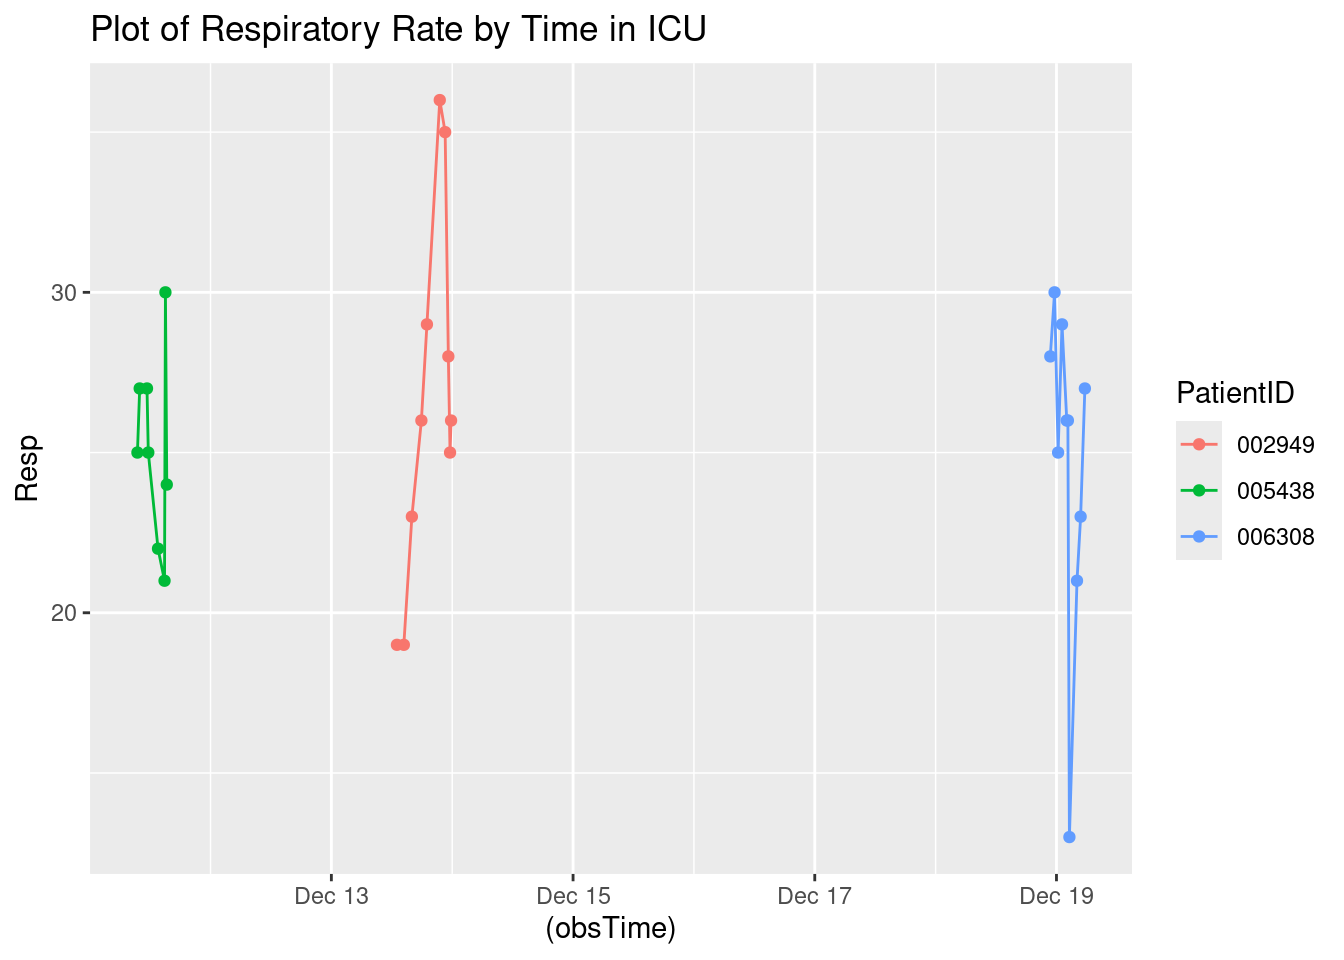 Plot of Respiratory Rate by Time in ICU
Resp
30
20
Dec 13
Dec 15
Dec 17
Dec 19
(obsTime)
PatientID
002949
005438
006308